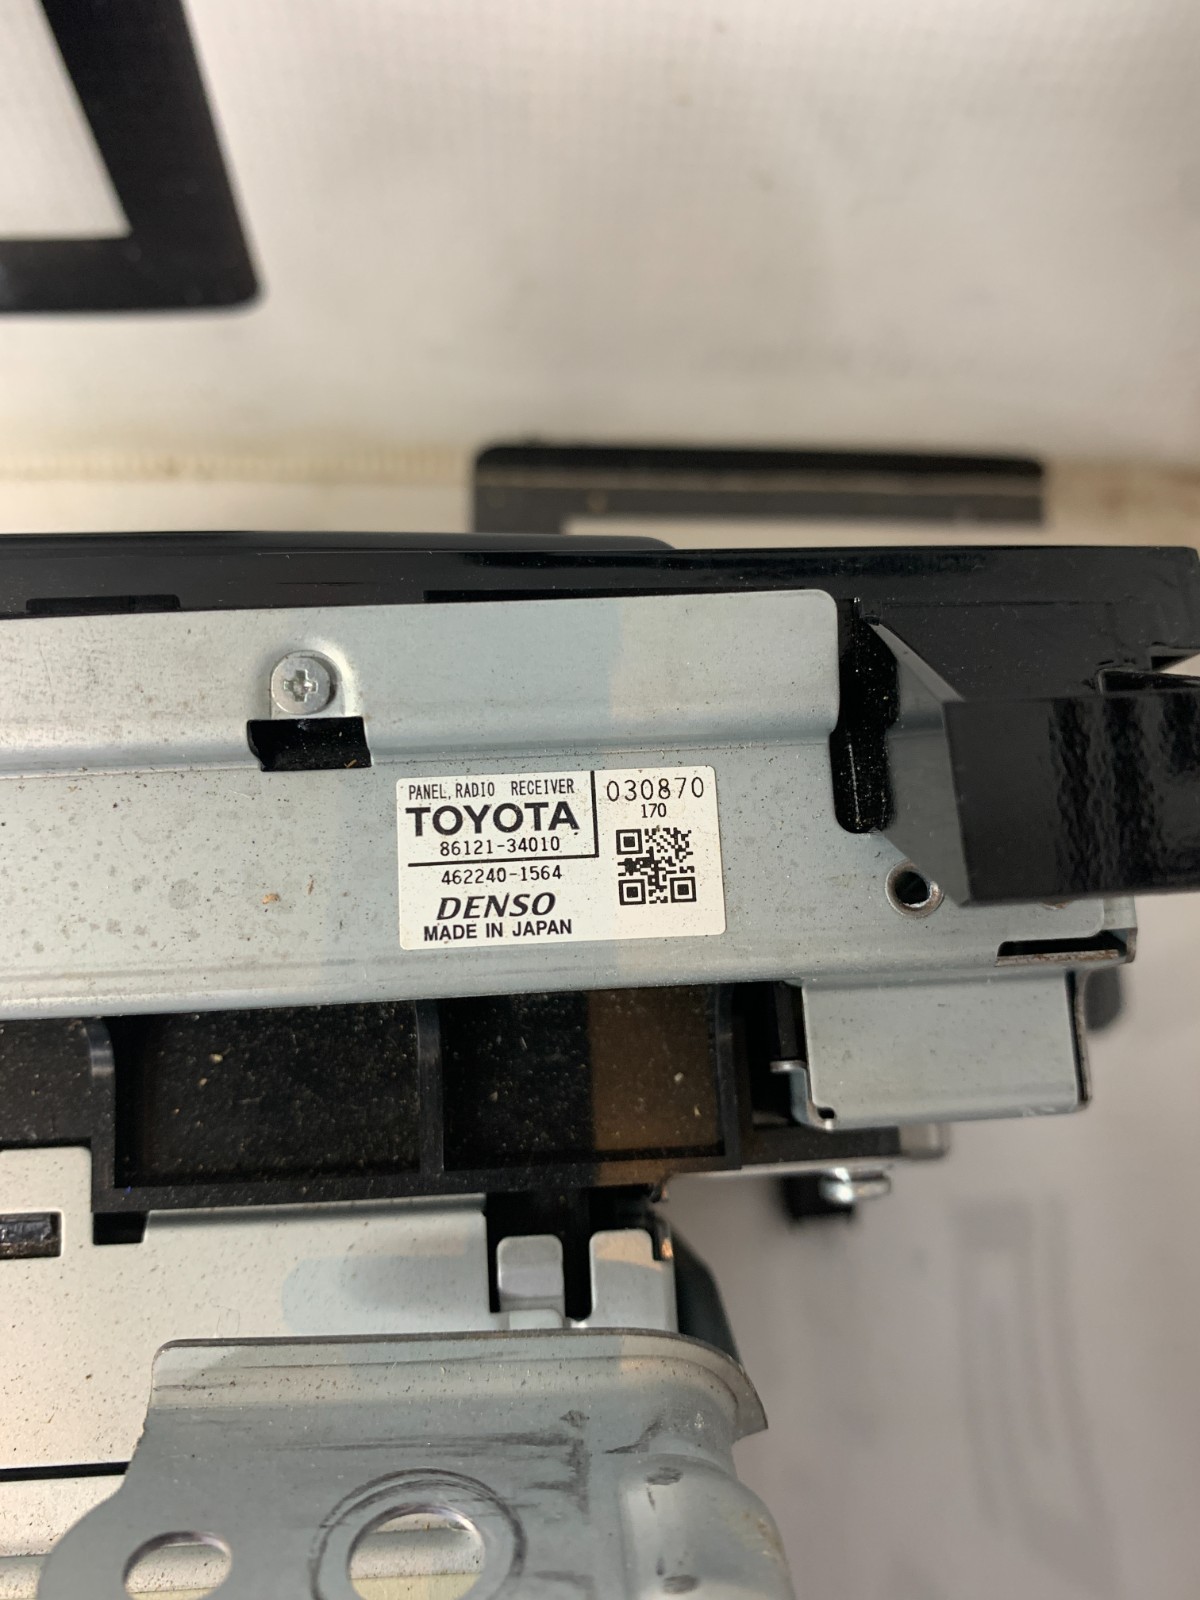 PANEL, RADIO RECEIVER
TOYOTA
86121-34010
462240-1564
DENSO
MADE IN JAPAN
030870
170